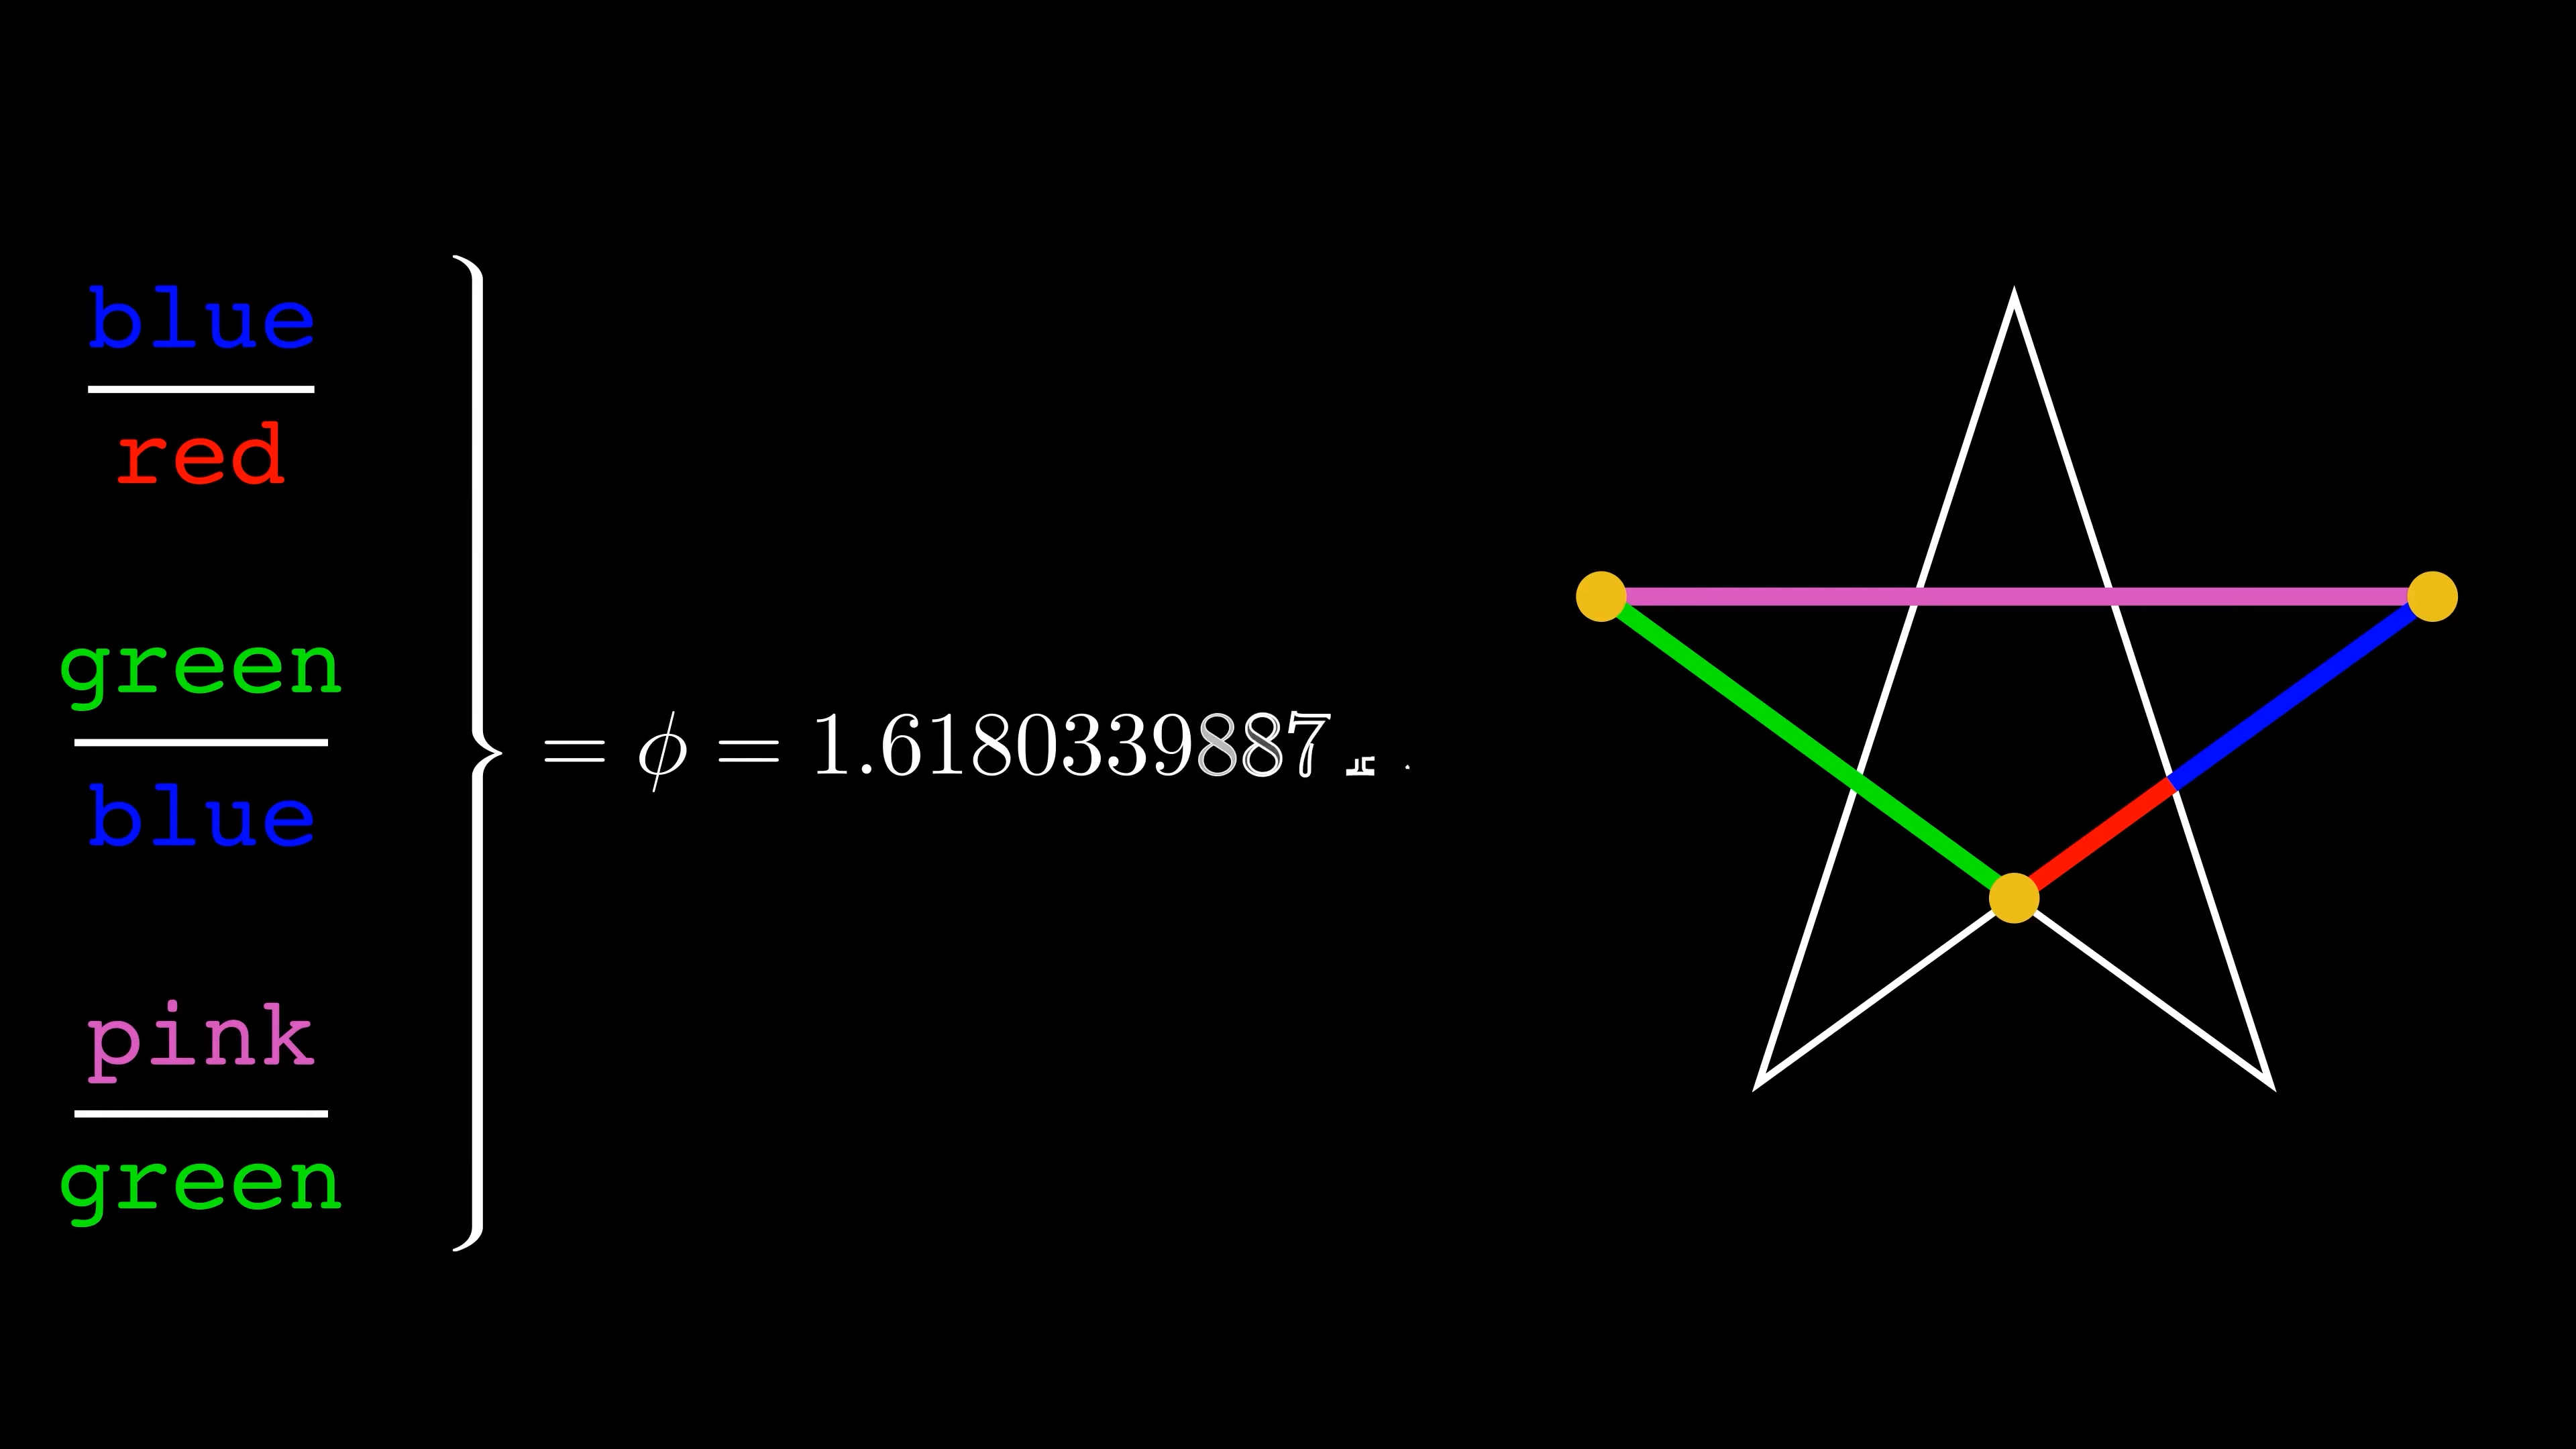 blue
red
green
blue
pink
green
= ϕ = 1.6180339887